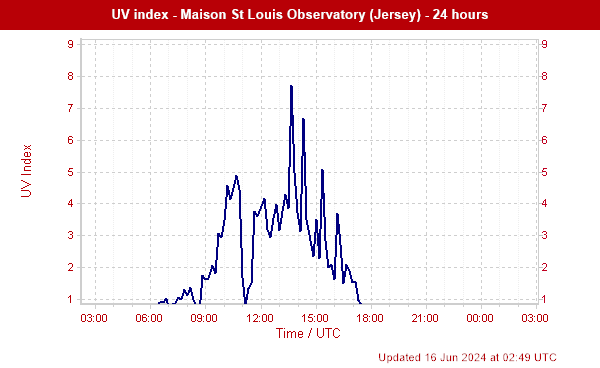 UV index - Maison St Louis Observatory (Jersey) - 24 hours
9 9
8 8
7 7
6 6
5 5
4 4
3 3
2 2
1 1
UV Index
03:00 06:00 09:00 12:00 15:00 18:00 21:00 00:00 03:00
Time / UTC
Updated 16 Jun 2024 at 02:49 UTC